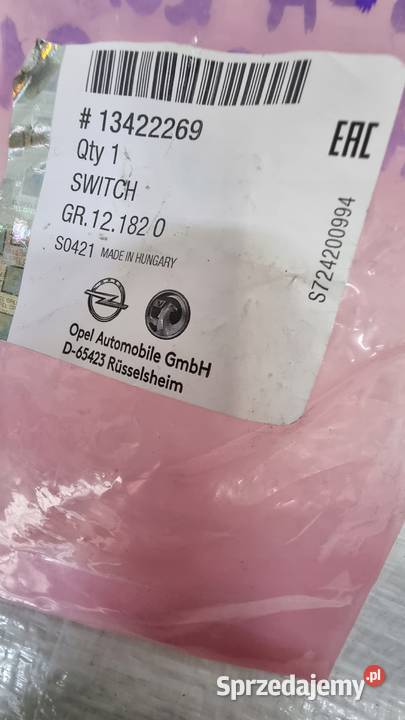 # 13422269
Qty 1
SWITCH
GR.12.182 0
S0421 MADE IN HUNGARY
EAC
S724200994
Opel Automobile GmbH
D-65423 Rüsselsheim
Sprzedajemy.pl